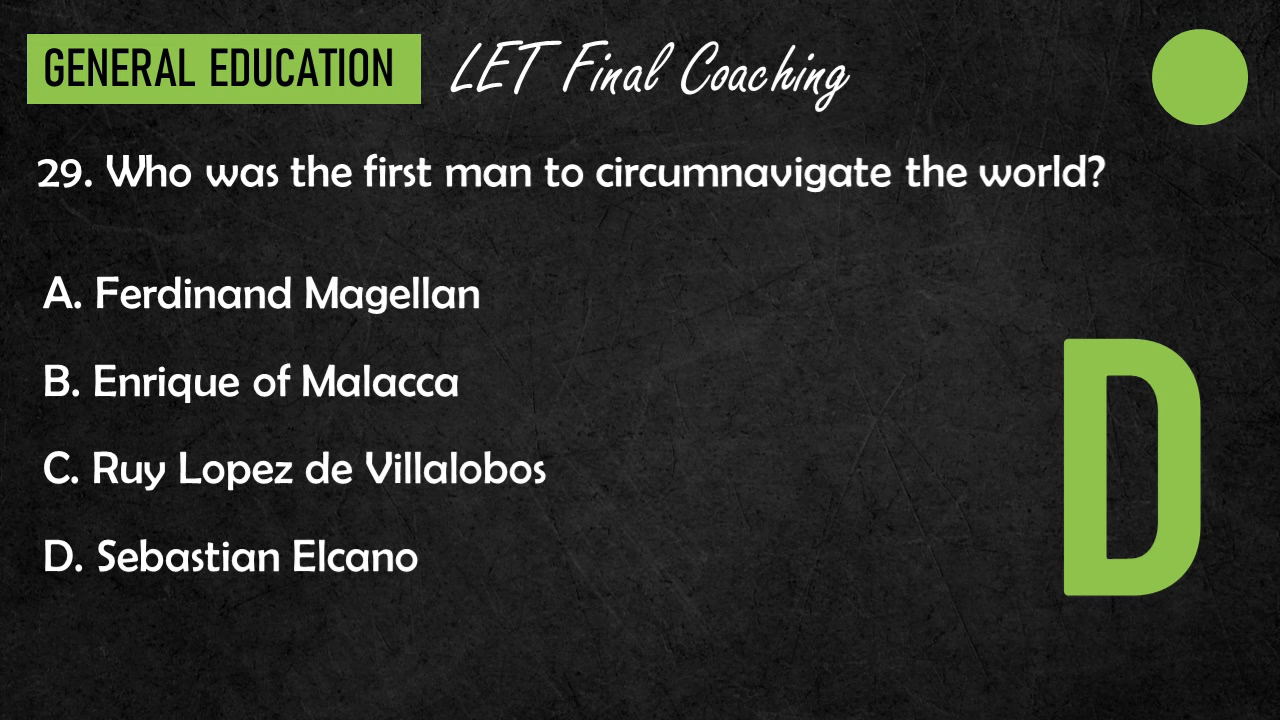 GENERAL EDUCATION LET Final Coaching
29. Who was the first man to circumnavigate the world?
A. Ferdinand Magellan
B. Enrique of Malacca
C. Ruy Lopez de Villalobos
D. Sebastian Elcano
D